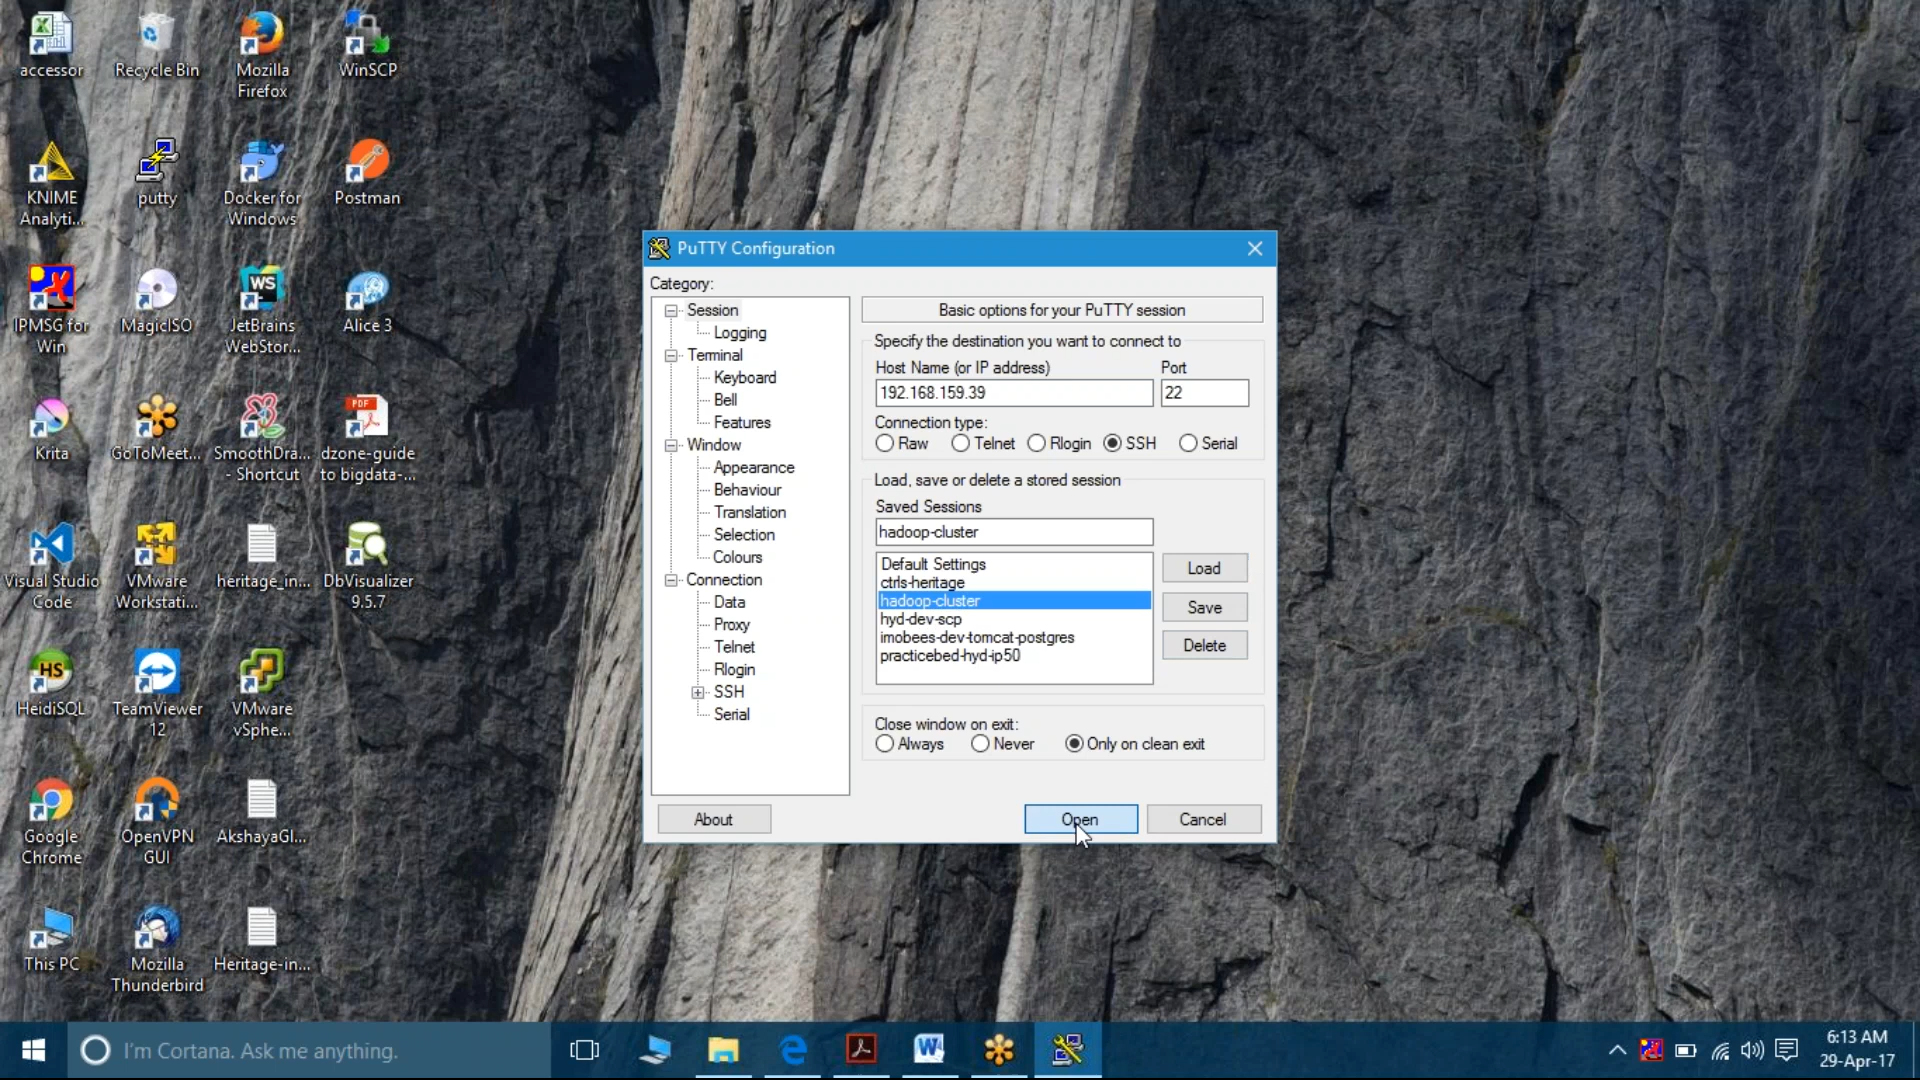 accessor
Recycle Bin
Mozilla
Firefox
WinSCP
KNIME
Analyti...
putty
Docker for
Windows
Postman
IPMSG for
Win
MagicISO
JetBrains
WebStor...
Alice 3
Krita
GoToMeet...
SmoothDra...
- Shortcut
dzone-guide
to bigdata-...
Visual Studio
Code
VMware
Workstati...
heritage_in...
DbVisualizer
9.5.7
HeidiSQL
TeamViewer
12
VMware
vSphe...
Google
Chrome
OpenVPN
GUI
AkshayaGl...
This PC
Mozilla
Thunderbird
Heritage-in...
WS
PDF
HS
PuTTY Configuration
Category:
Session
Logging
Terminal
Keyboard
Bell
Features
Window
Appearance
Behaviour
Translation
Selection
Colours
Connection
Data
Proxy
Telnet
Rlogin
SSH
Serial
Basic options for your PuTTY session
Specify the destination you want to connect to
Host Name (or IP address) Port
192.168.159.39 22
Connection type:
Raw Telnet Rlogin SSH Serial
Load, save or delete a stored session
Saved Sessions
hadoop-cluster
Default Settings
ctrls-heritage
hadoop-cluster
hyd-dev-scp
imobees-dev-tomcat-postgres
practicebed-hyd-ip50
Load
Save
Delete
Close window on exit:
Always Never Only on clean exit
About Open Cancel
I'm Cortana. Ask me anything.
6:13 AM
29-Apr-17